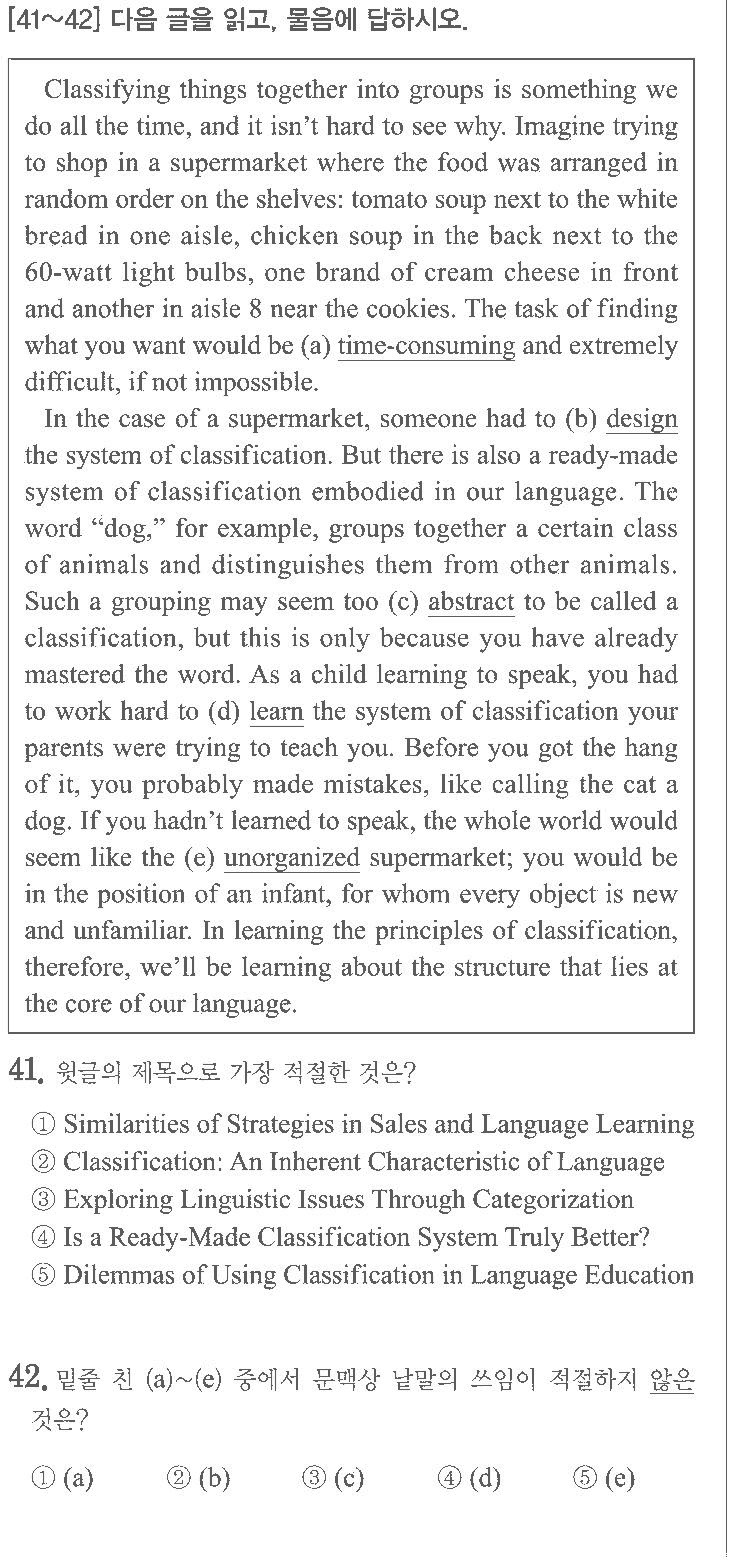 [41~42] 다음 글을 읽고, 물음에 답하시오.
Classifying things together into groups is something we
do all the time, and it isn't hard to see why. Imagine trying
to shop in a supermarket where the food was arranged in
random order on the shelves: tomato soup next to the white
bread in one aisle, chicken soup in the back next to the
60-watt light bulbs, one brand of cream cheese in front
and another in aisle 8 near the cookies. The task of finding
what you want would be (a) time-consuming and extremely
difficult, if not impossible.
In the case of a supermarket, someone had to (b) design
the system of classification. But there is also a ready-made
system of classification embodied in our language. The
word “dog,” for example, groups together a certain class
of animals and distinguishes them from other animals.
Such a grouping may seem too (c) abstract to be called a
classification, but this is only because you have already
mastered the word. As a child learning to speak, you had
to work hard to (d) learn the system of classification your
parents were trying to teach you. Before you got the hang
of it, you probably made mistakes, like calling the cat a
dog. If you hadn't learned to speak, the whole world would
seem like the (e) unorganized supermarket; you would be
in the position of an infant, for whom every object is new
and unfamiliar. In learning the principles of classification,
therefore, we'll be learning about the structure that lies at
the core of our language.
41. 윗글의 제목으로 가장 적절한 것은?
① Similarities of Strategies in Sales and Language Learning
② Classification: An Inherent Characteristic of Language
③ Exploring Linguistic Issues Through Categorization
④ Is a Ready-Made Classification System Truly Better?
⑤ Dilemmas of Using Classification in Language Education
42. 밑줄 친 (a)~(e) 중에서 문맥상 낱말의 쓰임이 적절하지 않은
것은?
① (a) ② (b) ③ (c) ④ (d) ⑤ (e)